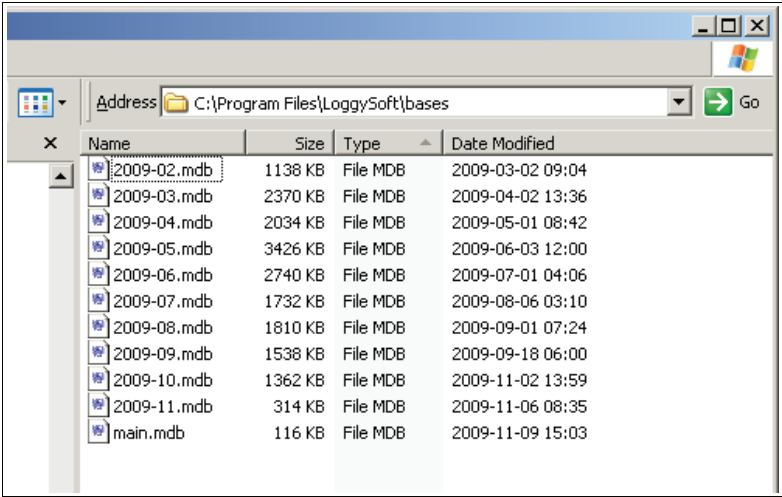 Address C:\Program Files\LoggySoft\bases Go
Name Size Type Date Modified
2009-02.mdb 1138 KB File MDB 2009-03-02 09:04
2009-03.mdb 2370 KB File MDB 2009-04-02 13:36
2009-04.mdb 2034 KB File MDB 2009-05-01 08:42
2009-05.mdb 3426 KB File MDB 2009-06-03 12:00
2009-06.mdb 2740 KB File MDB 2009-07-01 04:06
2009-07.mdb 1732 KB File MDB 2009-08-06 03:10
2009-08.mdb 1810 KB File MDB 2009-09-01 07:24
2009-09.mdb 1538 KB File MDB 2009-09-18 06:00
2009-10.mdb 1362 KB File MDB 2009-11-02 13:59
2009-11.mdb 314 KB File MDB 2009-11-06 08:35
main.mdb 116 KB File MDB 2009-11-09 15:03